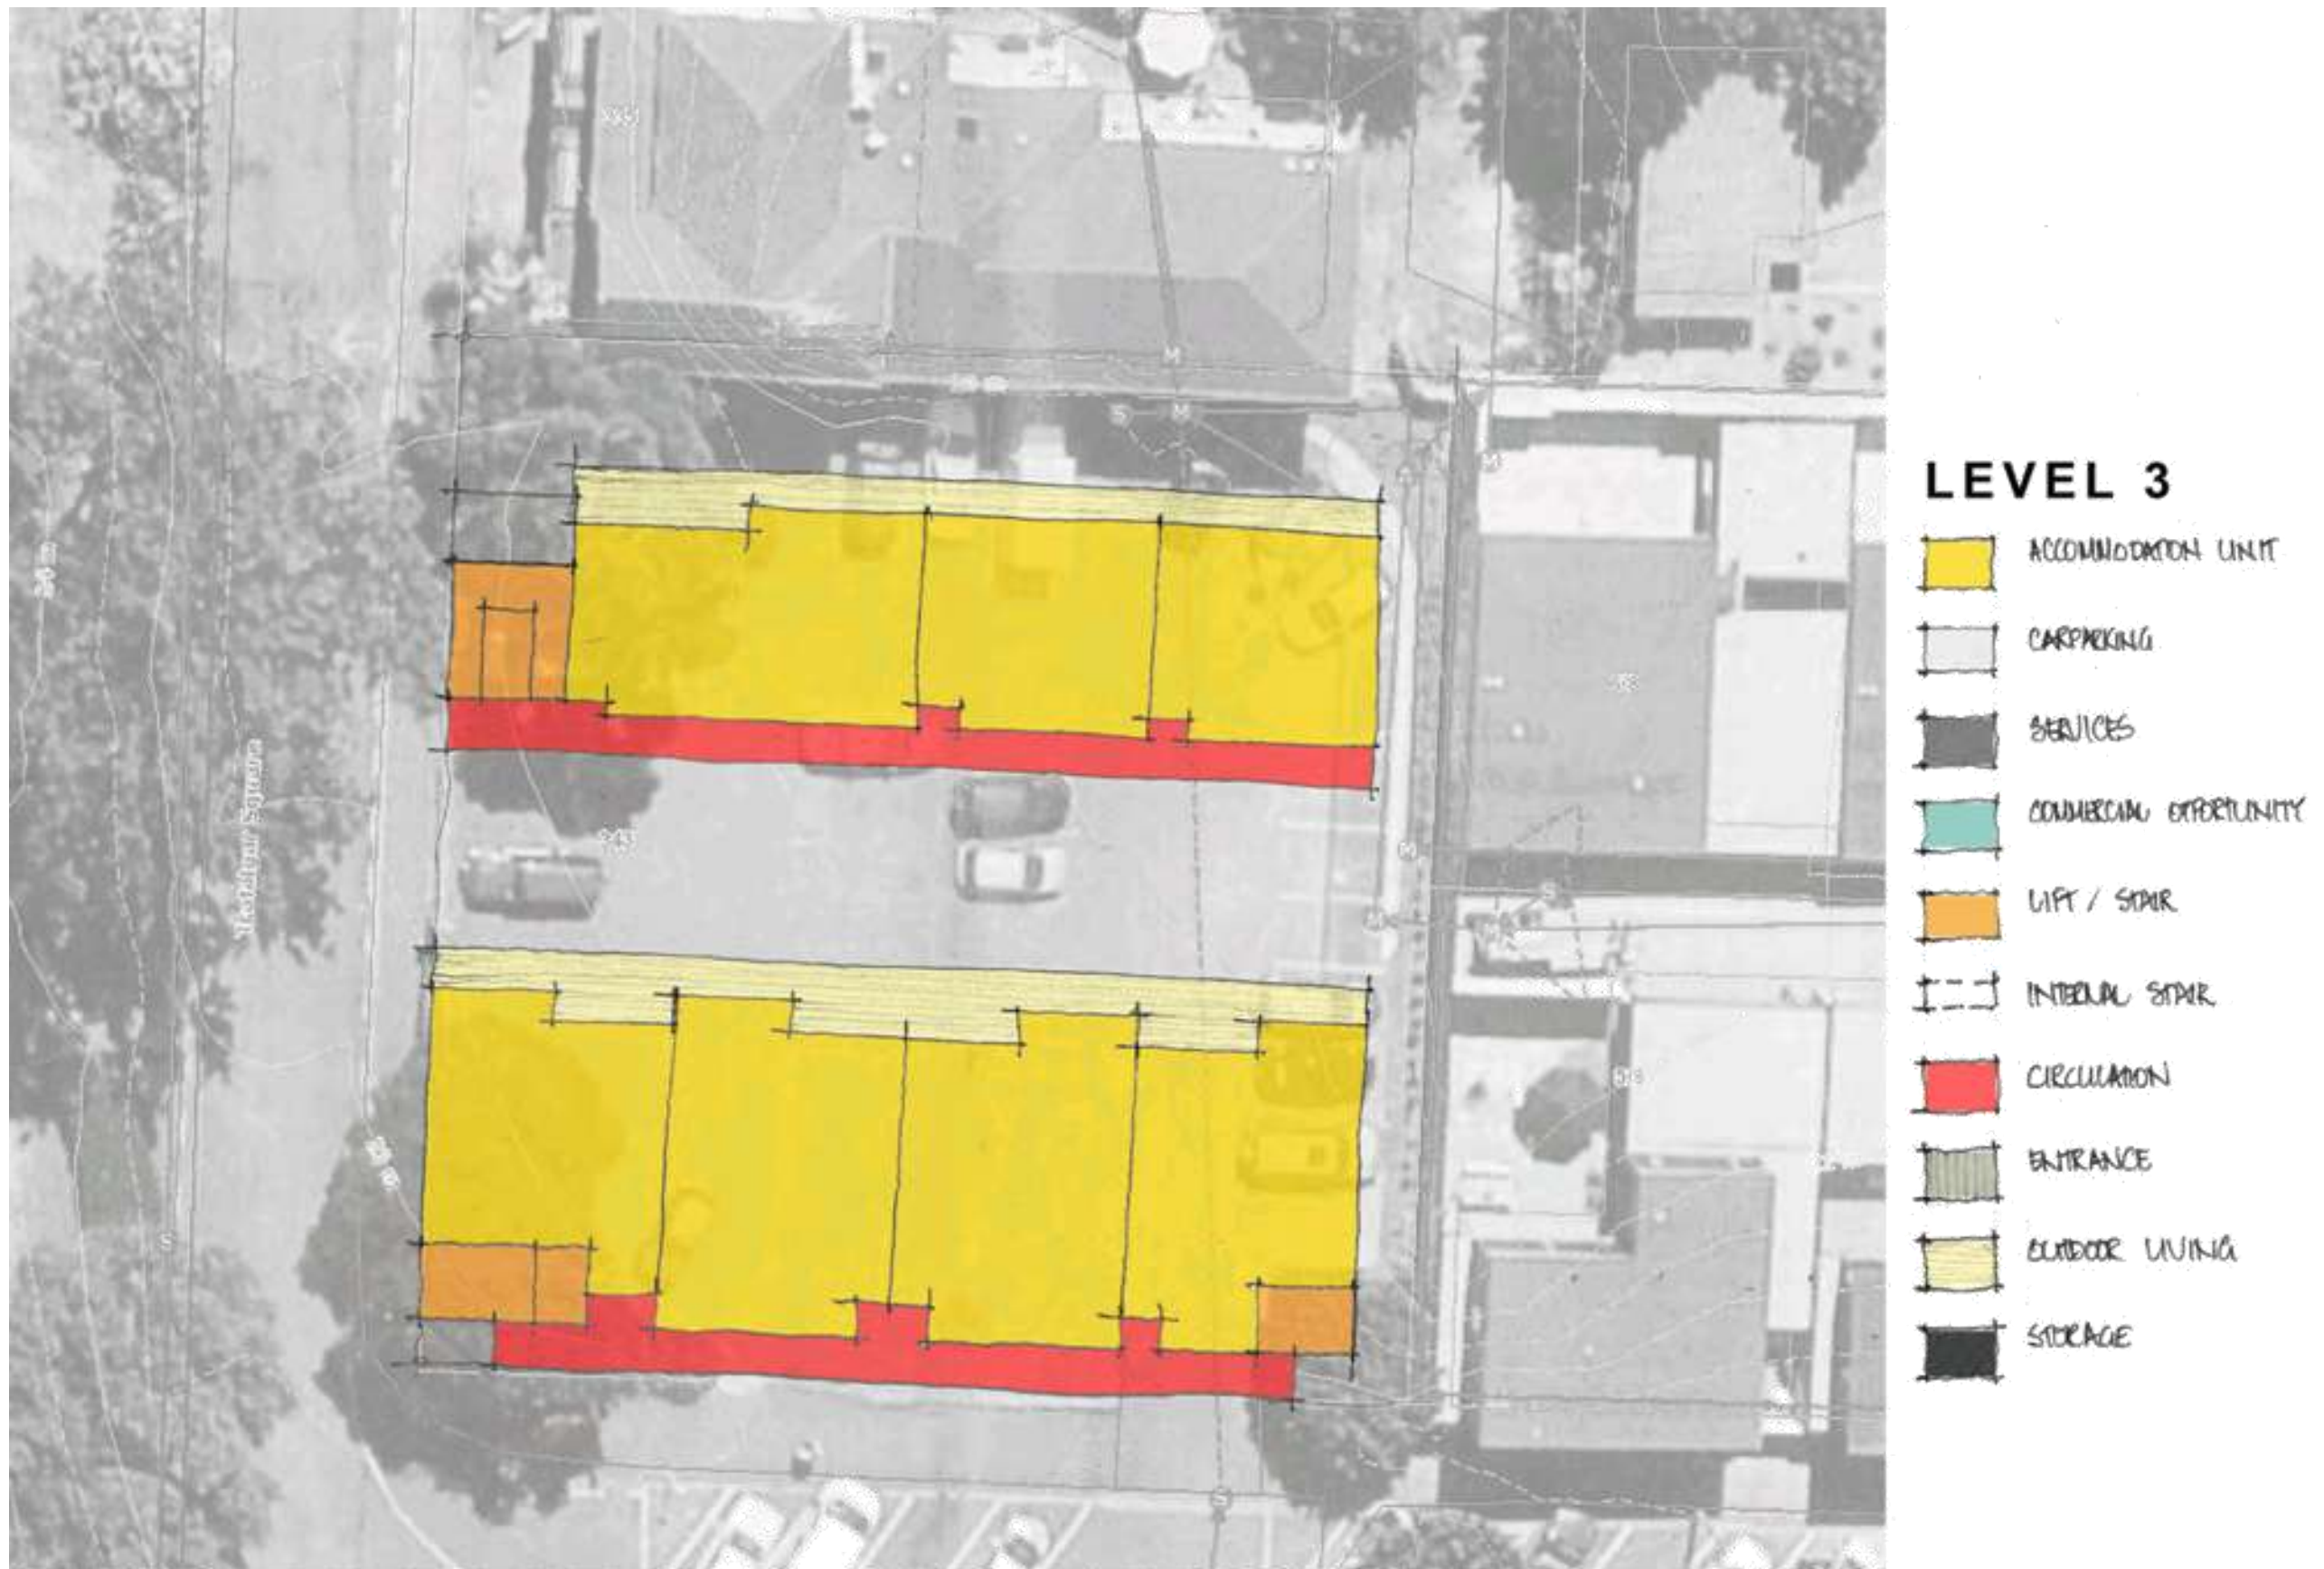 LEVEL 3
ACCOMMODATION UNIT
CARPARKING
SERVICES
COMMERCIAL OPPORTUNITY
LIFT / STAIR
INTERNAL STAIR
CIRCULATION
ENTRANCE
OUTDOOR LIVING
STORAGE
M
S
M
M
S
S